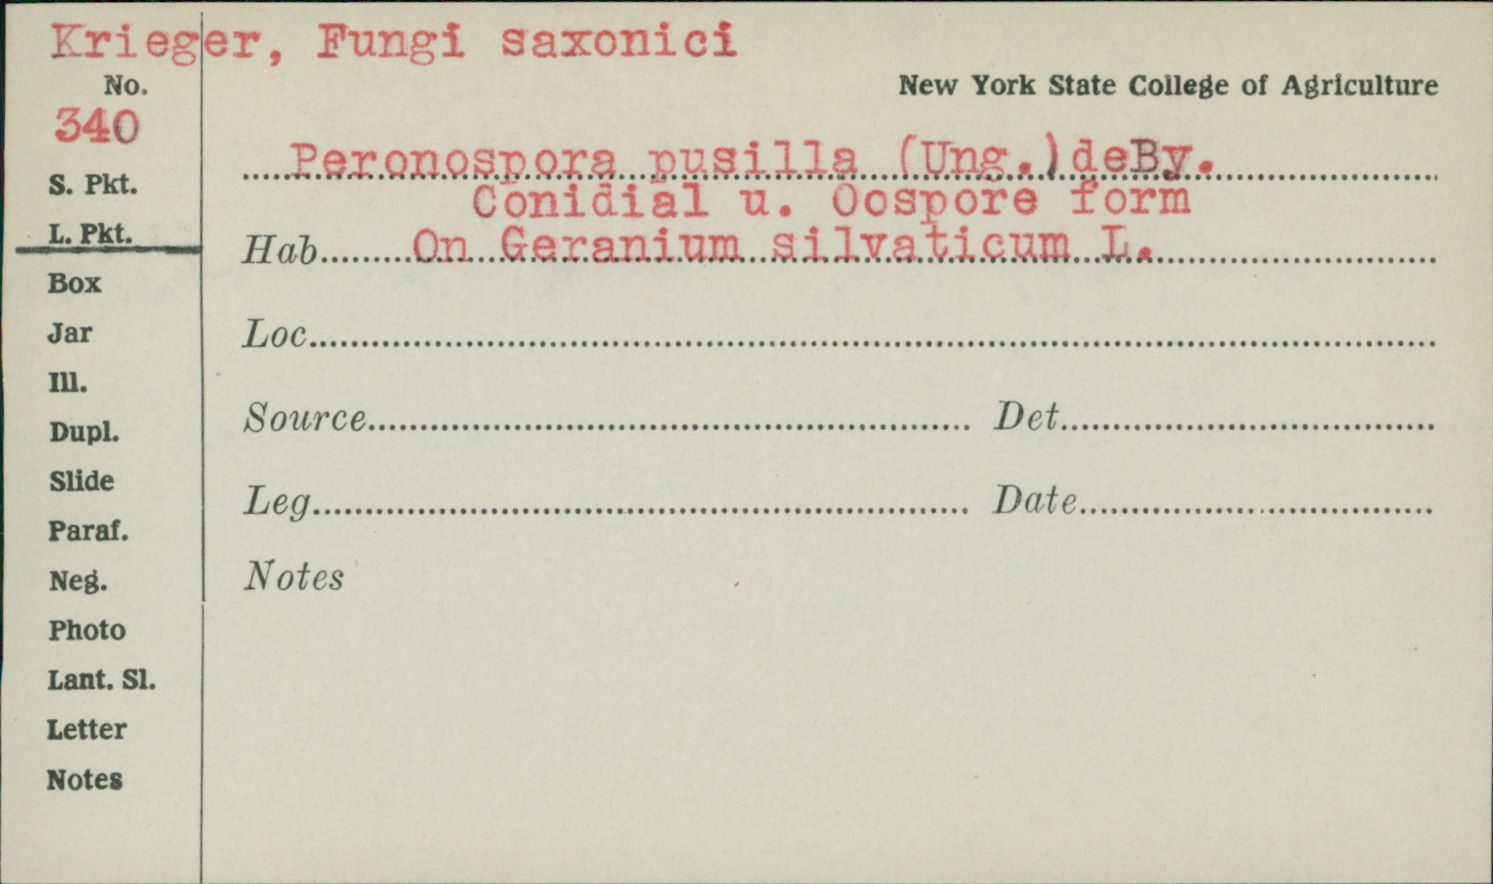 Krieger, Fungi saxonici
No.
New York State College of Agriculture
340
Peronospora pusilla (Ung.)deBy.
S. Pkt.
Conidial u. Oospore form
L. Pkt.
Hab. On Geranium silvaticum L.
Box
Jar
Loc.
Ill.
Source Det.
Dupl.
Slide
Leg. Date
Paraf.
Neg.
Notes
Photo
Lant. Sl.
Letter
Notes